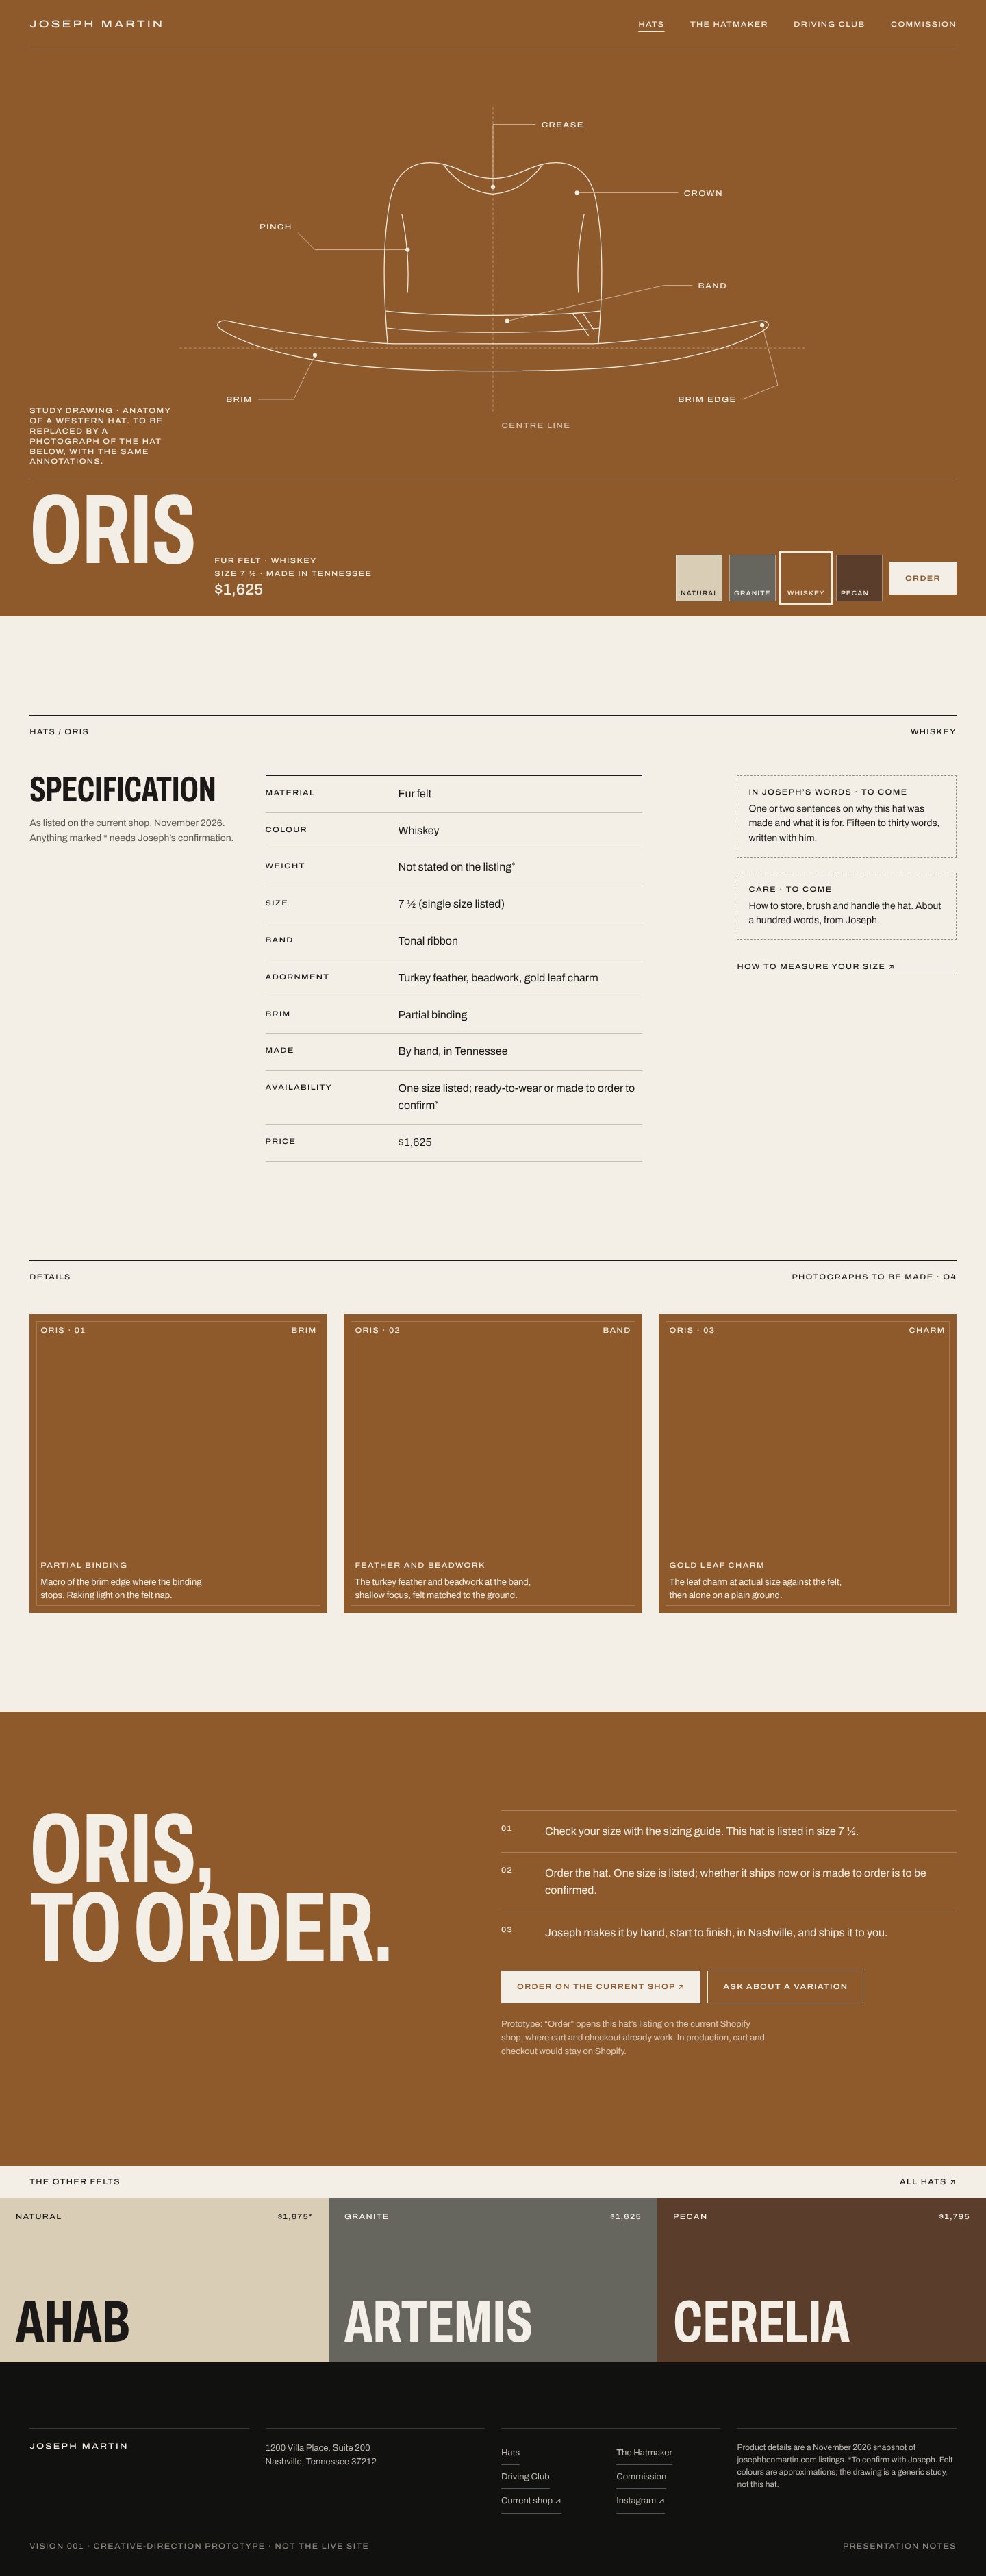 JOSEPH MARTIN
HATS THE HATMAKER DRIVING CLUB COMMISSION
CREASE
CROWN
PINCH
BAND
BRIM
BRIM EDGE
CENTRE LINE
STUDY DRAWING · ANATOMY
OF A WESTERN HAT. TO BE
REPLACED BY A
PHOTOGRAPH OF THE HAT
BELOW, WITH THE SAME
ANNOTATIONS.
ORIS
FUR FELT · WHISKEY
SIZE 7 ½ · MADE IN TENNESSEE
$1,625
NATURAL GRANITE WHISKEY PECAN
ORDER
HATS / ORIS
WHISKEY
SPECIFICATION
As listed on the current shop, November 2026.
Anything marked * needs Joseph's confirmation.
MATERIAL Fur felt
COLOUR Whiskey
WEIGHT Not stated on the listing*
SIZE 7 ½ (single size listed)
BAND Tonal ribbon
ADORNMENT Turkey feather, beadwork, gold leaf charm
BRIM Partial binding
MADE By hand, in Tennessee
AVAILABILITY One size listed; ready-to-wear or made to order to
confirm*
PRICE $1,625
IN JOSEPH'S WORDS · TO COME
One or two sentences on why this hat was
made and what it is for. Fifteen to thirty words,
written with him.
CARE · TO COME
How to store, brush and handle the hat. About
a hundred words, from Joseph.
HOW TO MEASURE YOUR SIZE ↗
DETAILS
PHOTOGRAPHS TO BE MADE · 04
ORIS · 01 BRIM
PARTIAL BINDING
Macro of the brim edge where the binding
stops. Raking light on the felt nap.
ORIS · 02 BAND
FEATHER AND BEADWORK
The turkey feather and beadwork at the band,
shallow focus, felt matched to the ground.
ORIS · 03 CHARM
GOLD LEAF CHARM
The leaf charm at actual size against the felt,
then alone on a plain ground.
ORIS,
TO ORDER.
01 Check your size with the sizing guide. This hat is listed in size 7 ½.
02 Order the hat. One size is listed; whether it ships now or is made to order is to be
confirmed.
03 Joseph makes it by hand, start to finish, in Nashville, and ships it to you.
ORDER ON THE CURRENT SHOP ↗
ASK ABOUT A VARIATION
Prototype: "Order" opens this hat's listing on the current Shopify
shop, where cart and checkout already work. In production, cart and
checkout would stay on Shopify.
THE OTHER FELTS
ALL HATS ↗
NATURAL $1,675*
AHAB
GRANITE $1,625
ARTEMIS
PECAN $1,795
CERELIA
JOSEPH MARTIN
1200 Villa Place, Suite 200
Nashville, Tennessee 37212
Hats
Driving Club
Current shop ↗
The Hatmaker
Commission
Instagram ↗
Product details are a November 2026 snapshot of
josephbenmartin.com listings. *To confirm with Joseph. Felt
colours are approximations; the drawing is a generic study,
not this hat.
VISION 001 · CREATIVE-DIRECTION PROTOTYPE · NOT THE LIVE SITE
PRESENTATION NOTES